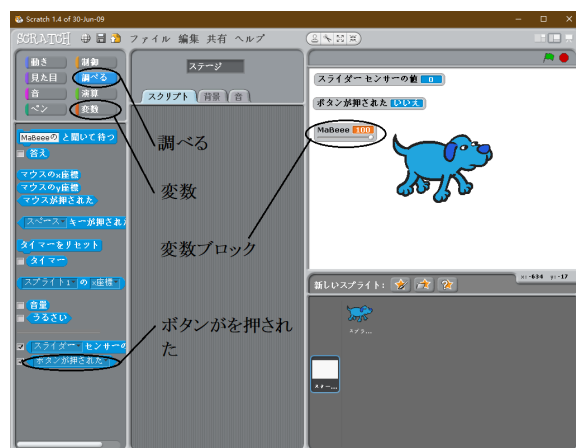 Scratch 1.4 of 30-Jun-09
SCRATCH ファイル 編集 共有 ヘルプ
動き 制御
見た目 調べる
音 演算
ペン 変数
ステージ
スクリプト 背景 音
MaBeeeの と聞いて待つ
答え
マウスのx座標
マウスのy座標
マウスが押された
スペース キーが押され
タイマーをリセット
タイマー
スプライト1 の x座標
音量
うるさい
スライダー センサーの
ボタンが押された
調べる
変数
変数ブロック
ボタンがを押され
た
スライダー センサーの値 0
ボタンが押された いいえ
MaBeee 100
x: -634 y: -17
新しいスプライト:
スプラ...
ステー...